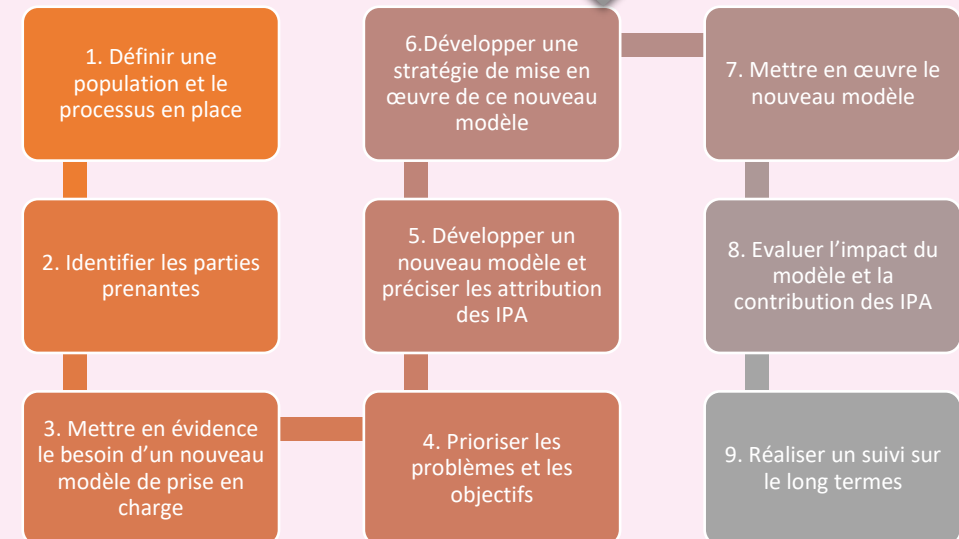 1. Définir une
population et le
processus en place
2. Identifier les parties
prenantes
3. Mettre en évidence
le besoin d'un nouveau
modèle de prise en
charge
4. Prioriser les
problèmes et les
objectifs
5. Développer un
nouveau modèle et
préciser les attribution
des IPA
6.Développer une
stratégie de mise en
œuvre de ce nouveau
modèle
7. Mettre en œuvre le
nouveau modèle
8. Evaluer l'impact du
modèle et la
contribution des IPA
9. Réaliser un suivi sur
le long termes